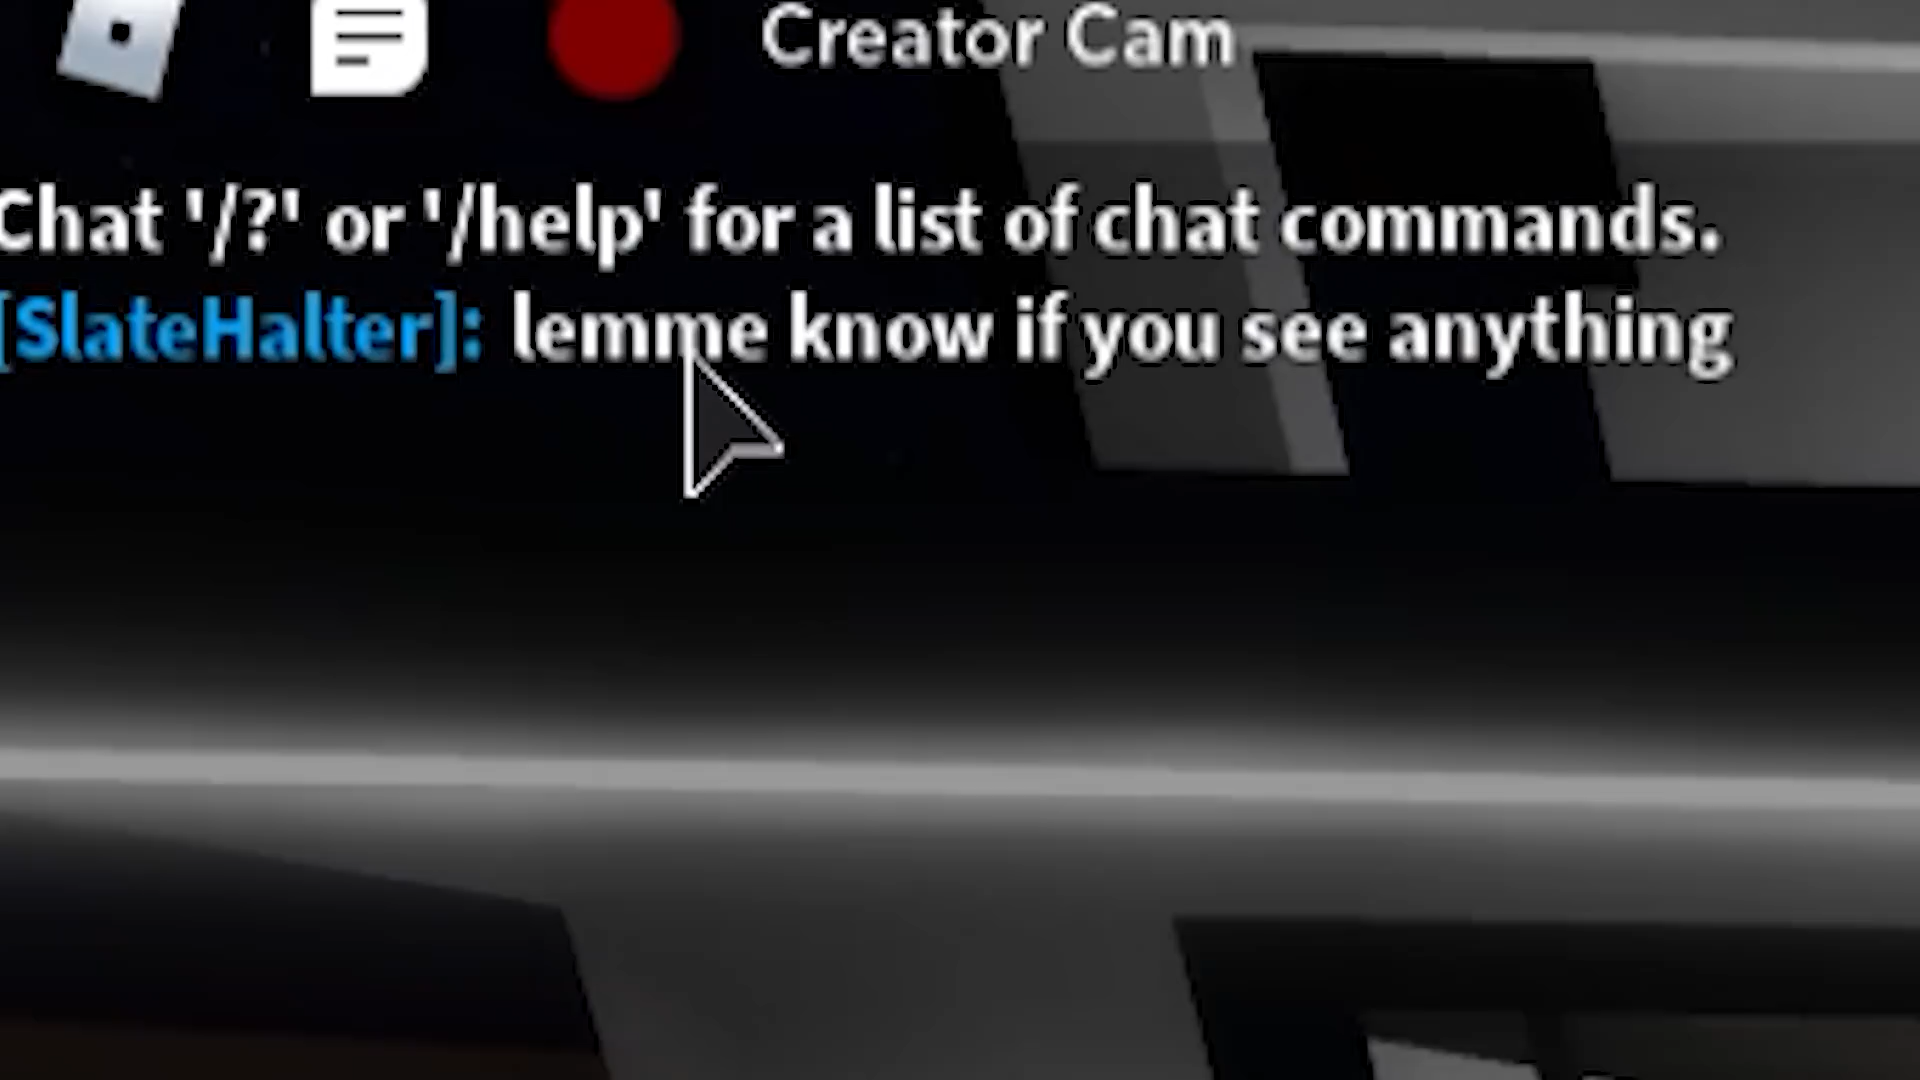 Creator Cam
Chat '/?' or '/help' for a list of chat commands.
[SlateHalter]: lemme know if you see anything